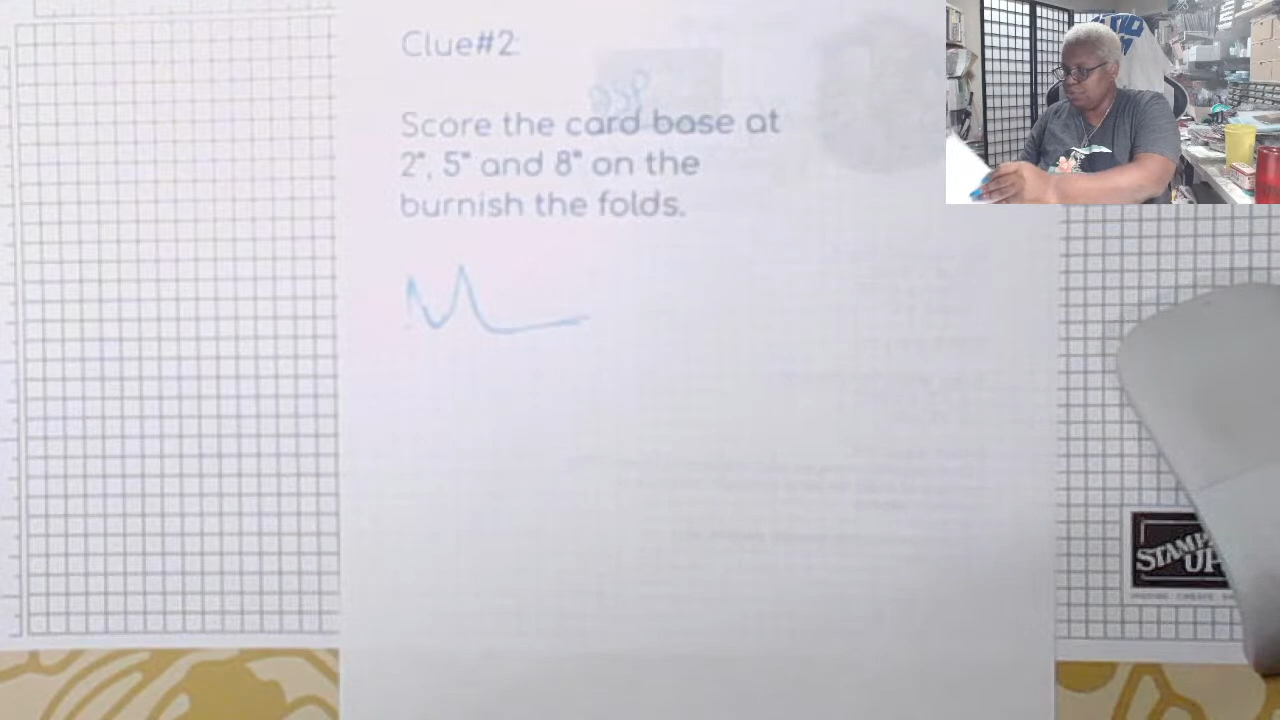 Clue#2:
Score the card base at
2", 5" and 8" on the
burnish the folds.
STAMPIN'
UP!